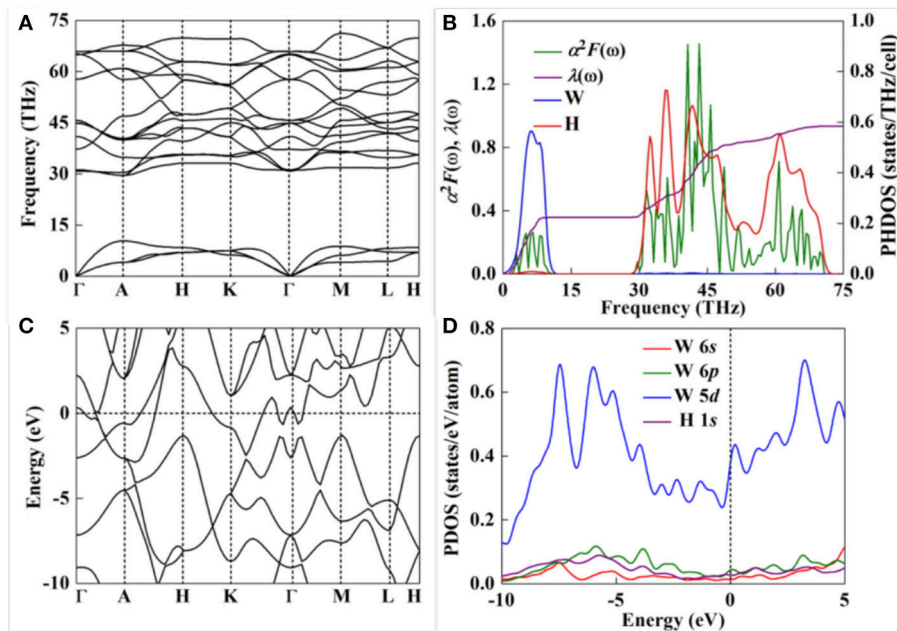 A
75
60
45
30
15
0
Frequency (THz)
Γ A H K Γ M L H
B
1.6
1.2
0.8
0.4
0.0
α²F(ω), λ(ω)
α²F(ω)
λ(ω)
W
H
1.0
0.8
0.6
0.4
0.2
0.0
PHDOS (states/THz/cell)
0 15 30 45 60 75
Frequency (THz)
C
5
0
-5
-10
Energy (eV)
Γ A H K Γ M L H
D
0.8
0.6
0.4
0.2
0.0
PDOS (states/eV/atom)
W 6s
W 6p
W 5d
H 1s
-10 -5 0 5
Energy (eV)